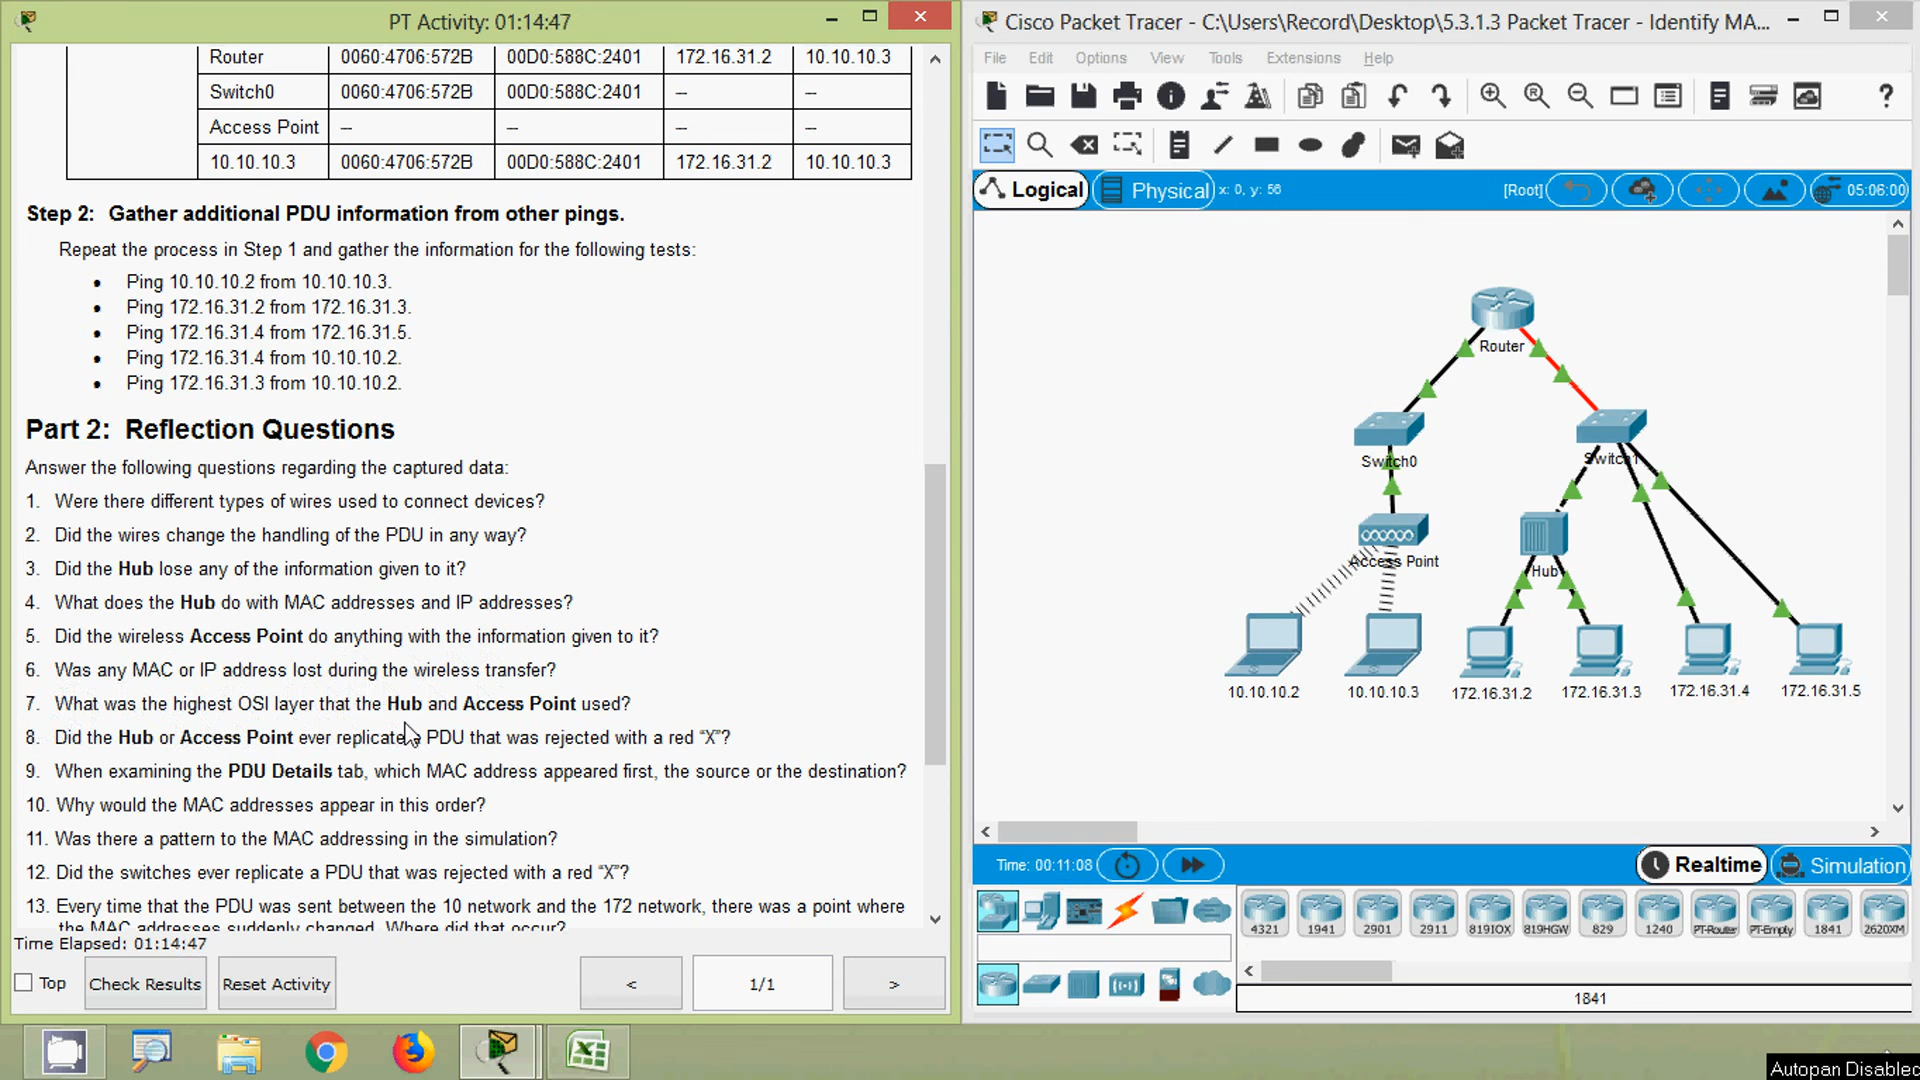 PT Activity: 01:14:47
Router 0060:4706:572B 00D0:588C:2401 172.16.31.2 10.10.10.3
Switch0 0060:4706:572B 00D0:588C:2401 -- --
Access Point -- -- -- --
10.10.10.3 0060:4706:572B 00D0:588C:2401 172.16.31.2 10.10.10.3
Step 2: Gather additional PDU information from other pings.
Repeat the process in Step 1 and gather the information for the following tests:
• Ping 10.10.10.2 from 10.10.10.3.
• Ping 172.16.31.2 from 172.16.31.3.
• Ping 172.16.31.4 from 172.16.31.5.
• Ping 172.16.31.4 from 10.10.10.2.
• Ping 172.16.31.3 from 10.10.10.2.
Part 2: Reflection Questions
Answer the following questions regarding the captured data:
1. Were there different types of wires used to connect devices?
2. Did the wires change the handling of the PDU in any way?
3. Did the Hub lose any of the information given to it?
4. What does the Hub do with MAC addresses and IP addresses?
5. Did the wireless Access Point do anything with the information given to it?
6. Was any MAC or IP address lost during the wireless transfer?
7. What was the highest OSI layer that the Hub and Access Point used?
8. Did the Hub or Access Point ever replicate a PDU that was rejected with a red “X”?
9. When examining the PDU Details tab, which MAC address appeared first, the source or the destination?
10. Why would the MAC addresses appear in this order?
11. Was there a pattern to the MAC addressing in the simulation?
12. Did the switches ever replicate a PDU that was rejected with a red “X”?
13. Every time that the PDU was sent between the 10 network and the 172 network, there was a point where
the MAC addresses suddenly changed. Where did that occur?
Time Elapsed: 01:14:47
Top Check Results Reset Activity < 1/1 >
Cisco Packet Tracer - C:\Users\Record\Desktop\5.3.1.3 Packet Tracer - Identify MA...
File Edit Options View Tools Extensions Help
Logical Physical x: 0, y: 56 [Root] 05:06:00
Router
Switch0
Switch1
Access Point
Hub
10.10.10.2 10.10.10.3 172.16.31.2 172.16.31.3 172.16.31.4 172.16.31.5
Time: 00:11:08 Realtime Simulation
4321 1941 2901 2911 819IOX 819HGW 829 1240 PT-Router PT-Empty 1841 2620XM
1841
Autopan Disabled